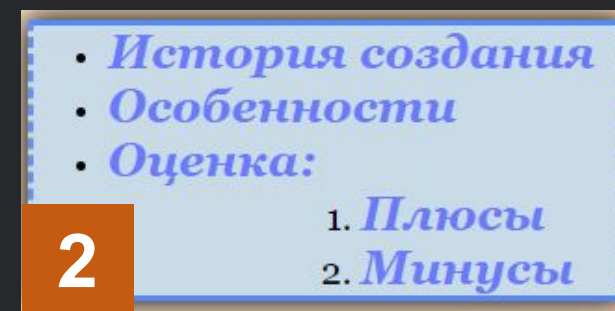 • История создания
• Особенности
• Оценка:
1. Плюсы
2. Минусы
2